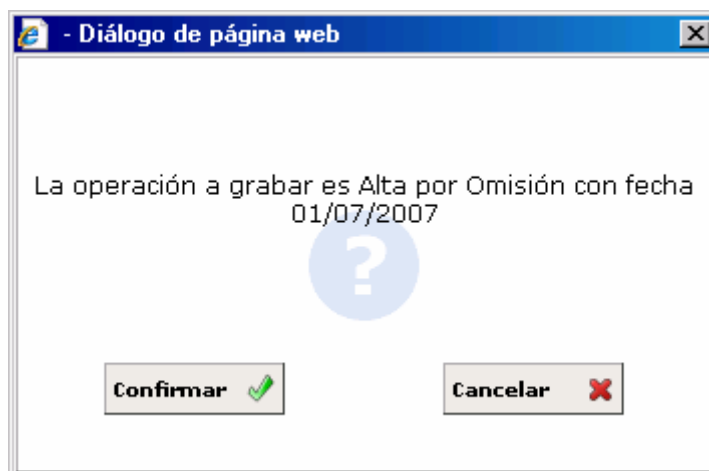 - Diálogo de página web
La operación a grabar es Alta por Omisión con fecha
01/07/2007
?
Confirmar
Cancelar